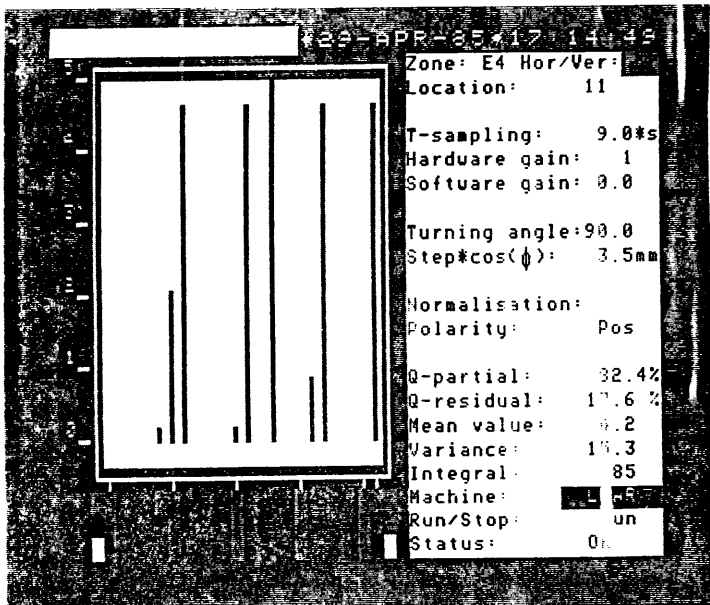 29-APR-85*17 14 49
Zone: E4 Hor/Ver:
Location: 11
T-sampling: 9.0*s
Hardware gain: 1
Software gain: 0.0
Turning angle:90.0
Step*cos(ϕ): 3.5mm
Normalisation:
Polarity: Pos
Q-partial:
Q-residual:
Mean value:
Variance:
Integral 85
Machine:
Run/Stop:
Status: